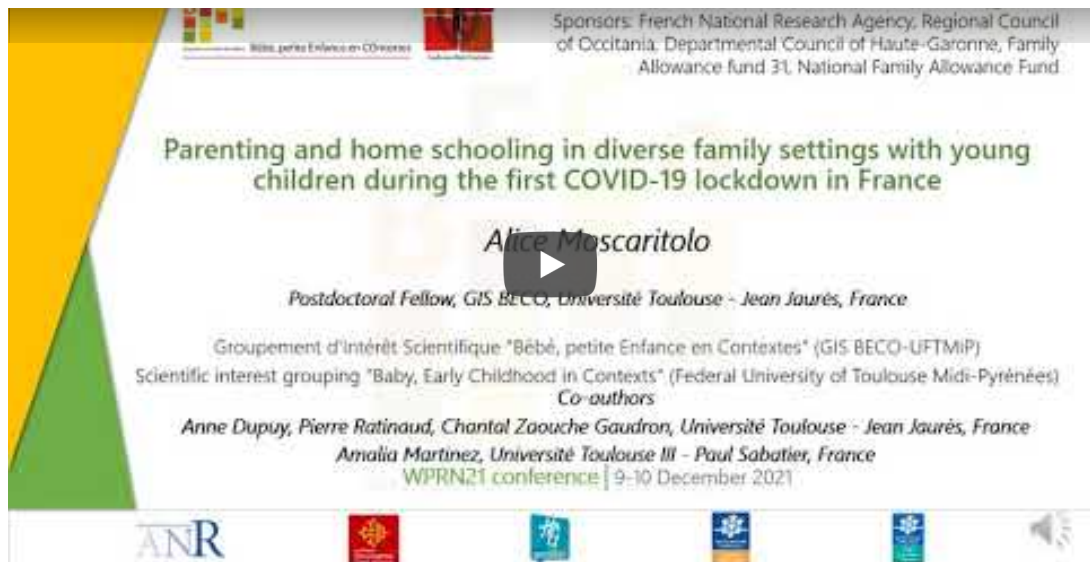 Sponsors: French National Research Agency, Regional Council
of Occitania, Departmental Council of Haute-Garonne, Family
Allowance fund 31, National Family Allowance Fund
Bébé, petite Enfance en COntextes
Parenting and home schooling in diverse family settings with young
children during the first COVID-19 lockdown in France
Alice Moscaritolo
Postdoctoral Fellow, GIS BECO, Université Toulouse - Jean Jaurès, France
Groupement d'Intérêt Scientifique "Bébé, petite Enfance en Contextes" (GIS BECO-UFTMiP)
Scientific interest grouping "Baby, Early Childhood in Contexts" (Federal University of Toulouse Midi-Pyrénées)
Co-authors
Anne Dupuy, Pierre Ratinaud, Chantal Zaouche Gaudron, Université Toulouse - Jean Jaurès, France
Amalia Martinez, Université Toulouse III - Paul Sabatier, France
WPRN21 conference | 9-10 December 2021
ANR